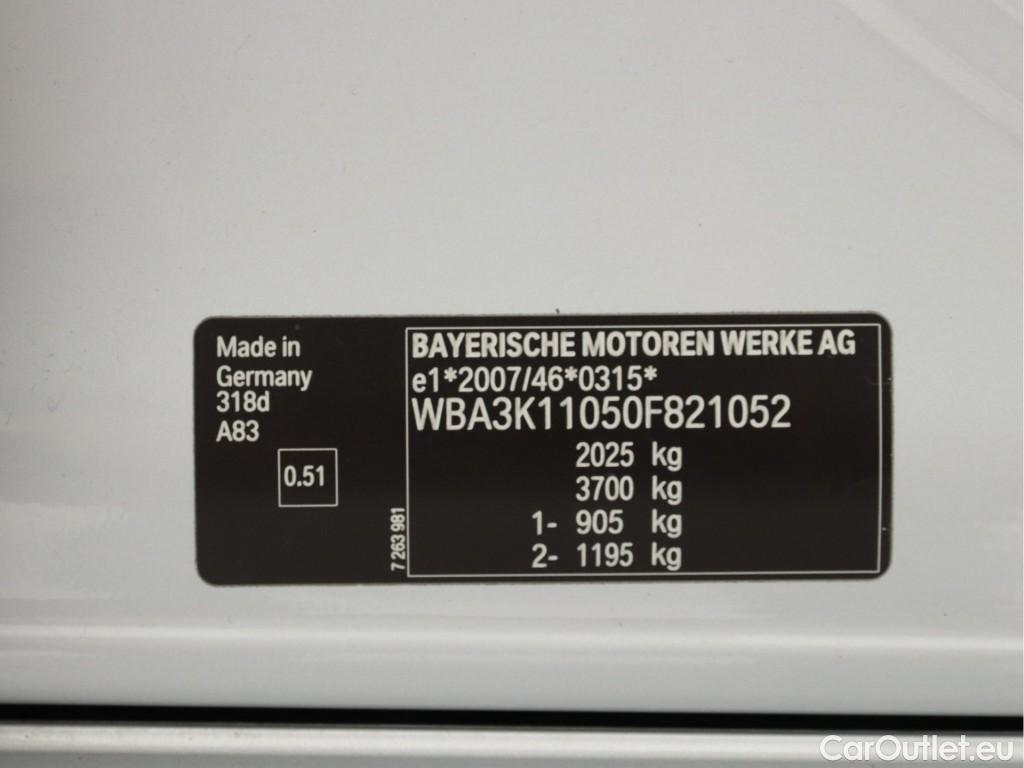 Made in
Germany
318d
A83
0.51
7 263 981
BAYERISCHE MOTOREN WERKE AG
e1*2007/46*0315*
WBA3K11050F821052
2025 kg
3700 kg
1- 905 kg
2- 1195 kg
CarOutlet.eu